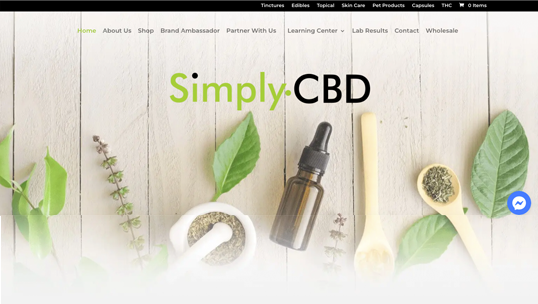 Tinctures Edibles Topical Skin Care Pet Products Capsules THC 0 Items
Home About Us Shop Brand Ambassador Partner With Us Learning Center Lab Results Contact Wholesale
Simply CBD